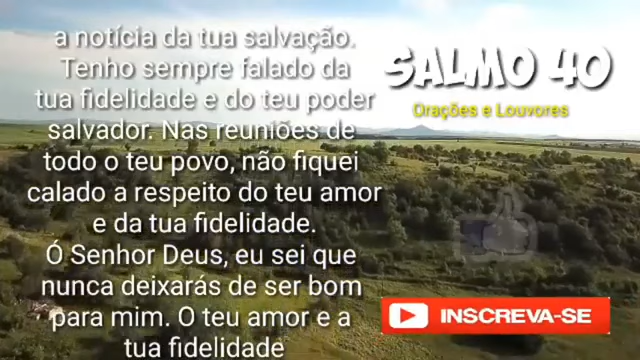 a notícia da tua salvação.
Tenho sempre falado da
tua fidelidade e do teu poder
salvador. Nas reuniões de
todo o teu povo, não fiquei
calado a respeito do teu amor
e da tua fidelidade.
Ó Senhor Deus, eu sei que
nunca deixarás de ser bom
para mim. O teu amor e a
tua fidelidade
SALMO 40
Orações e Louvores
INSCREVA-SE